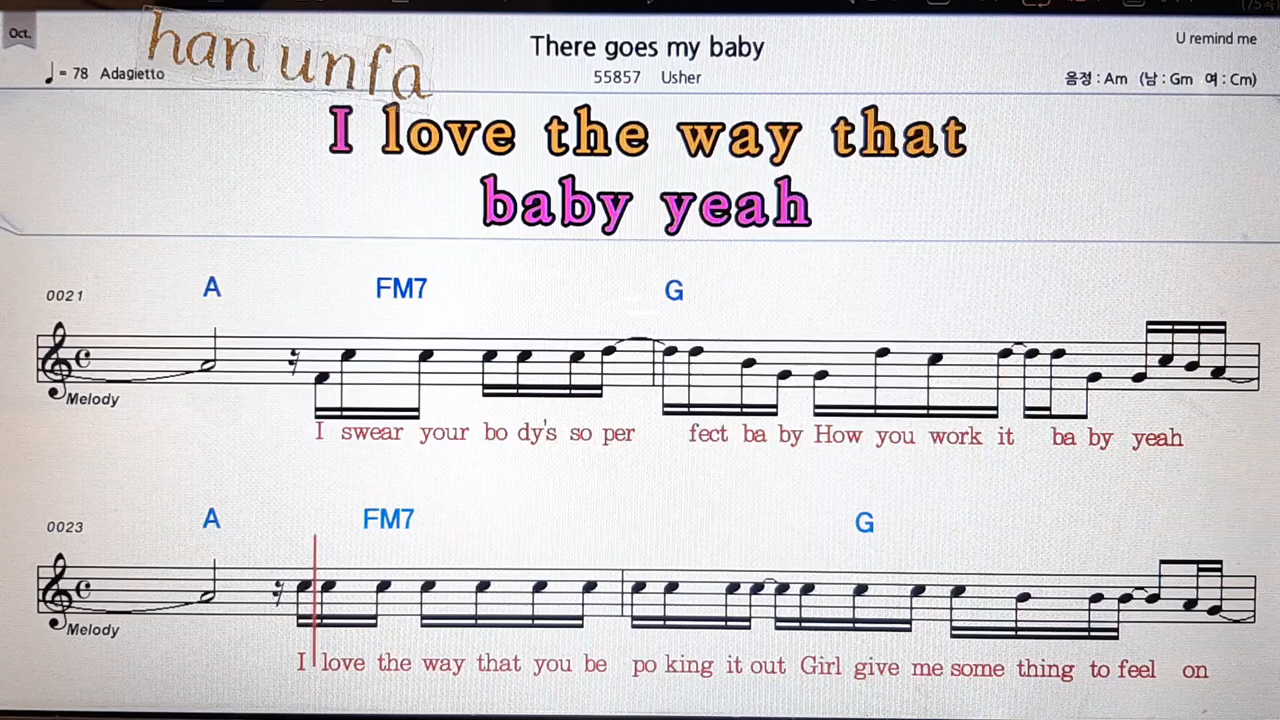 Oct.
han unfa
There goes my baby
U remind me
♩= 78 Adagietto
55857 Usher
음정 : Am (남 : Gm 여 : Cm)
I love the way that
baby yeah
0021
A FM7 G
Melody
I swear your bo dy's so per fect ba by How you work it ba by yeah
0023
A FM7 G
Melody
I love the way that you be po king it out Girl give me some thing to feel on